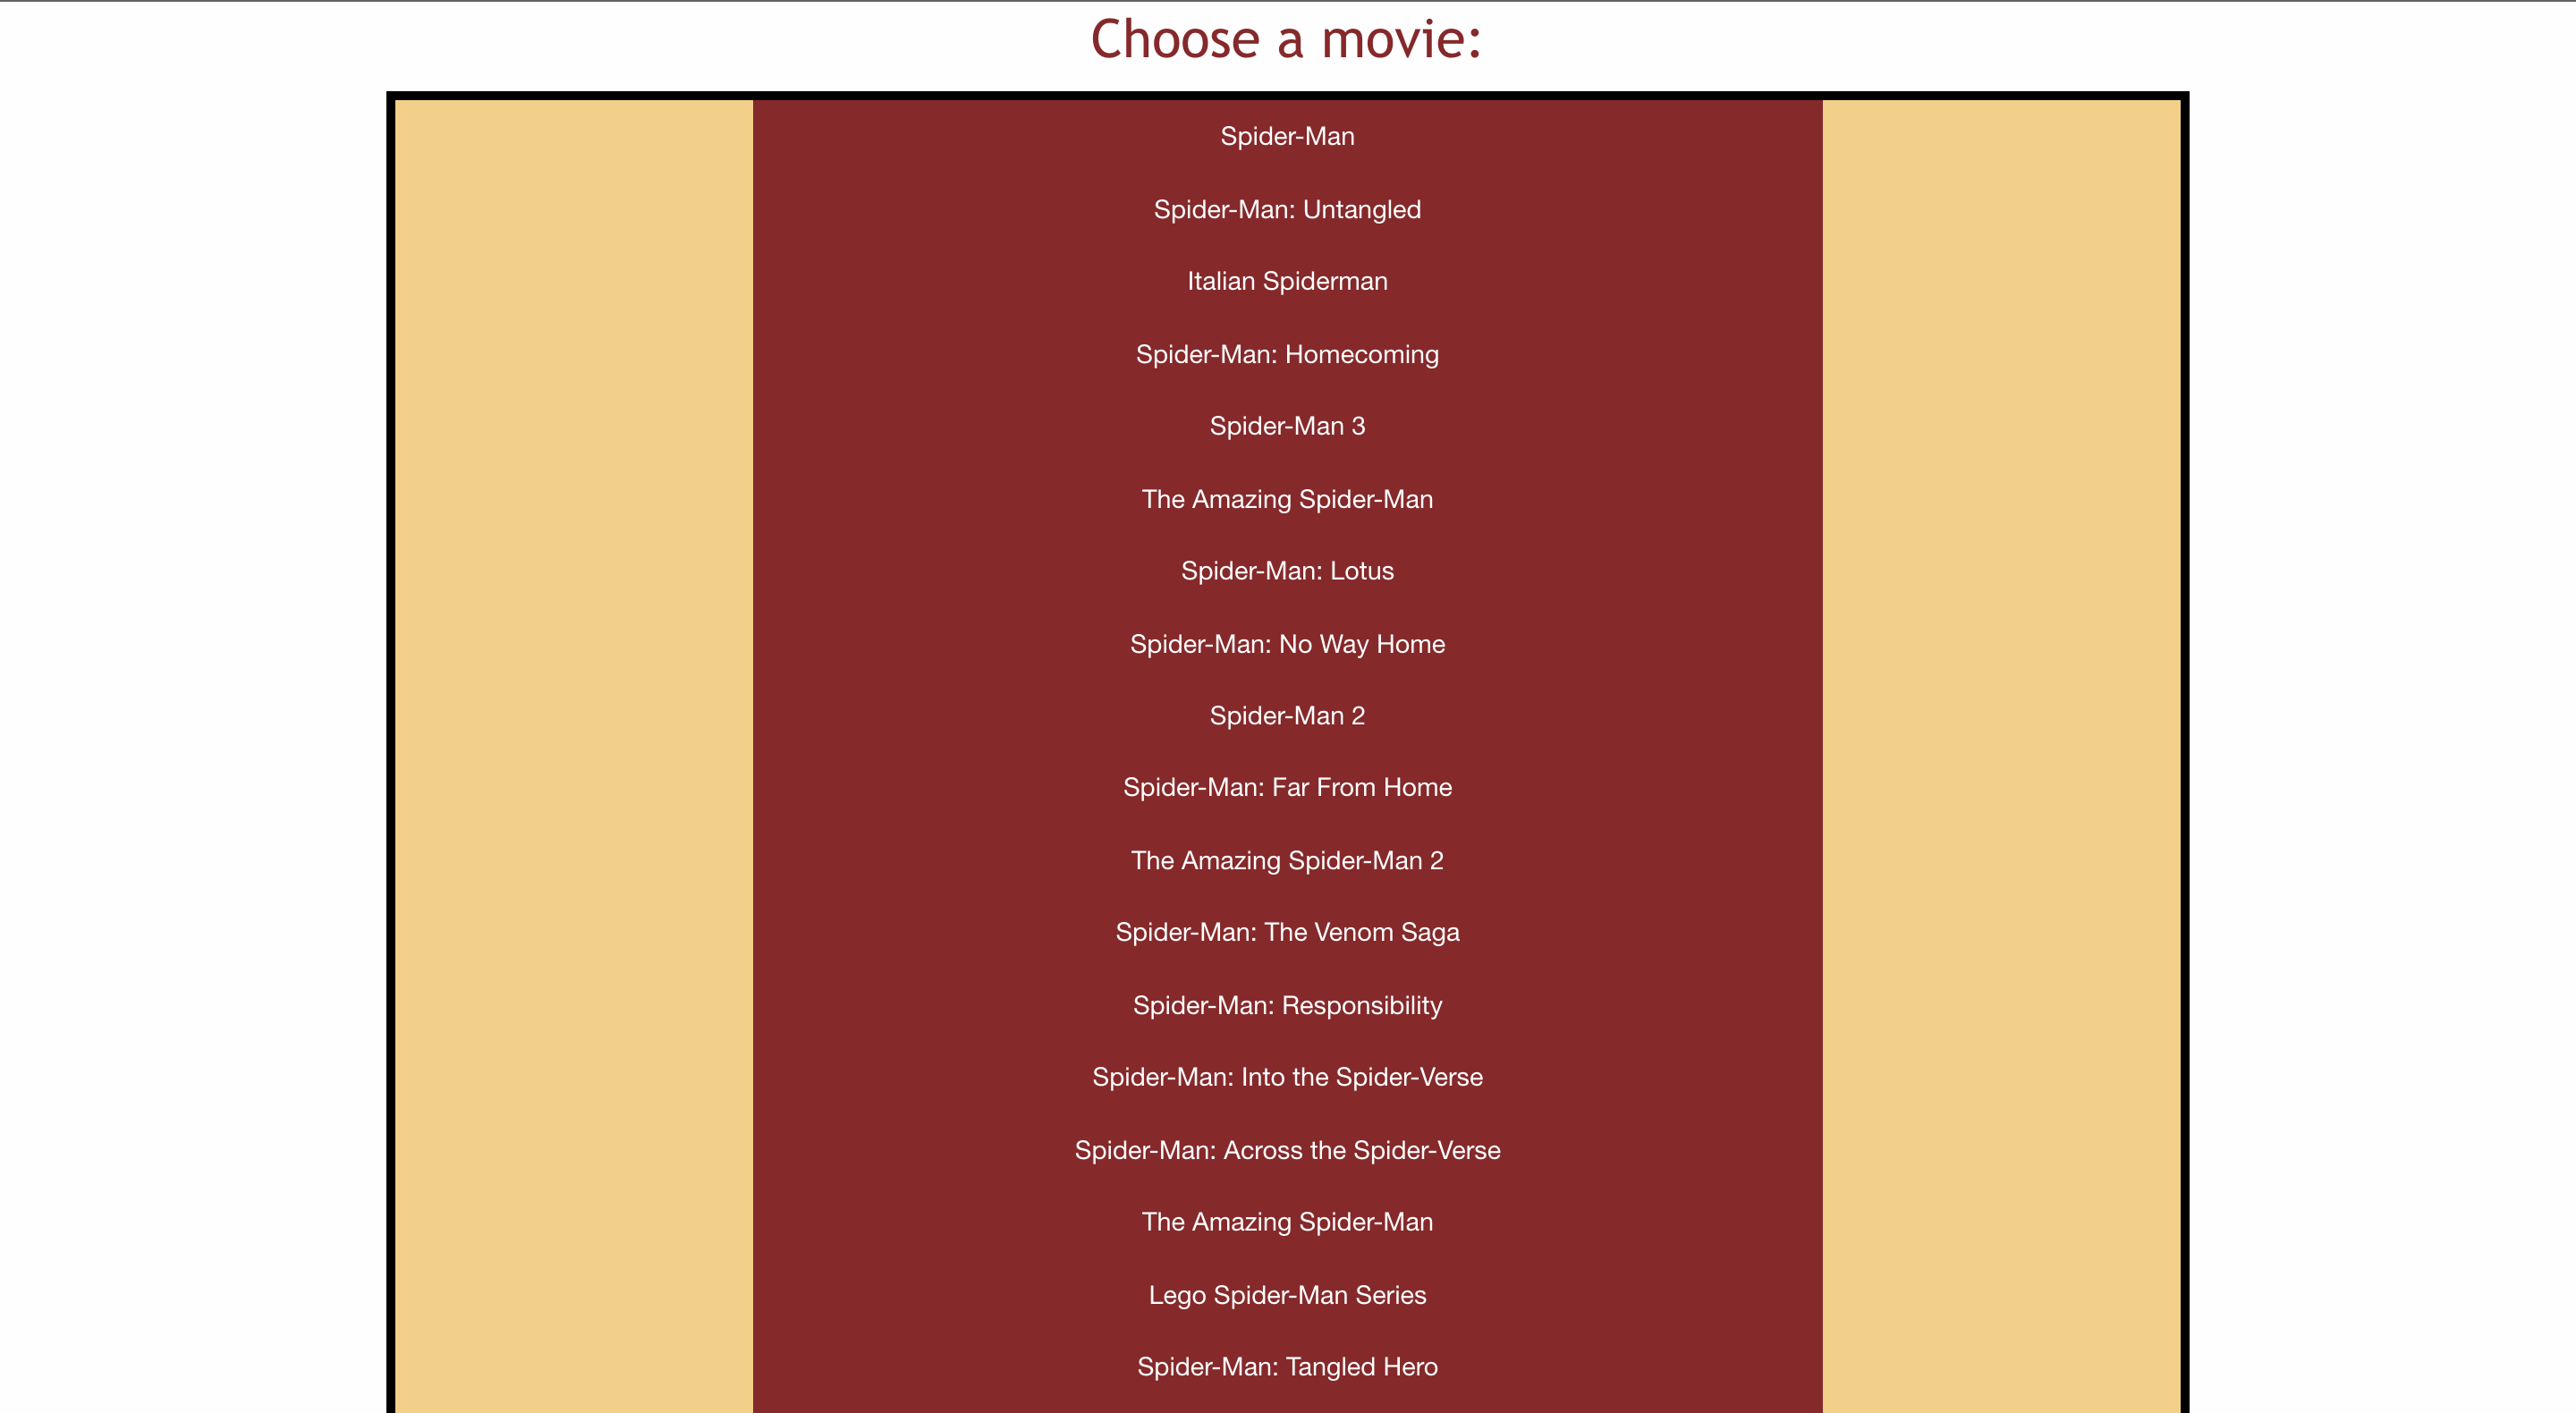 Choose a movie:
Spider-Man
Spider-Man: Untangled
Italian Spiderman
Spider-Man: Homecoming
Spider-Man 3
The Amazing Spider-Man
Spider-Man: Lotus
Spider-Man: No Way Home
Spider-Man 2
Spider-Man: Far From Home
The Amazing Spider-Man 2
Spider-Man: The Venom Saga
Spider-Man: Responsibility
Spider-Man: Into the Spider-Verse
Spider-Man: Across the Spider-Verse
The Amazing Spider-Man
Lego Spider-Man Series
Spider-Man: Tangled Hero